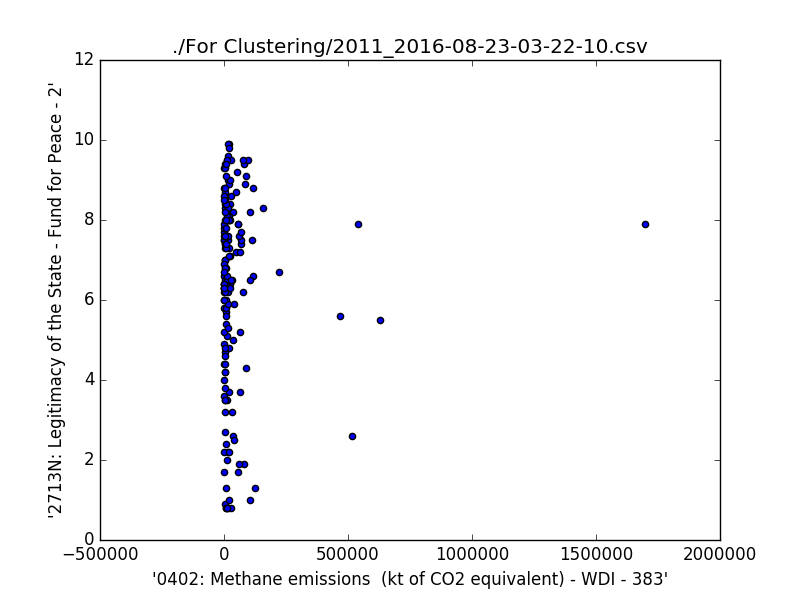 ./For Clustering/2011_2016-08-23-03-22-10.csv
'2713N: Legitimacy of the State - Fund for Peace - 2'
12
10
8
6
4
2
0
−500000 0 500000 1000000 1500000 2000000
'0402: Methane emissions  (kt of CO2 equivalent) - WDI - 383'